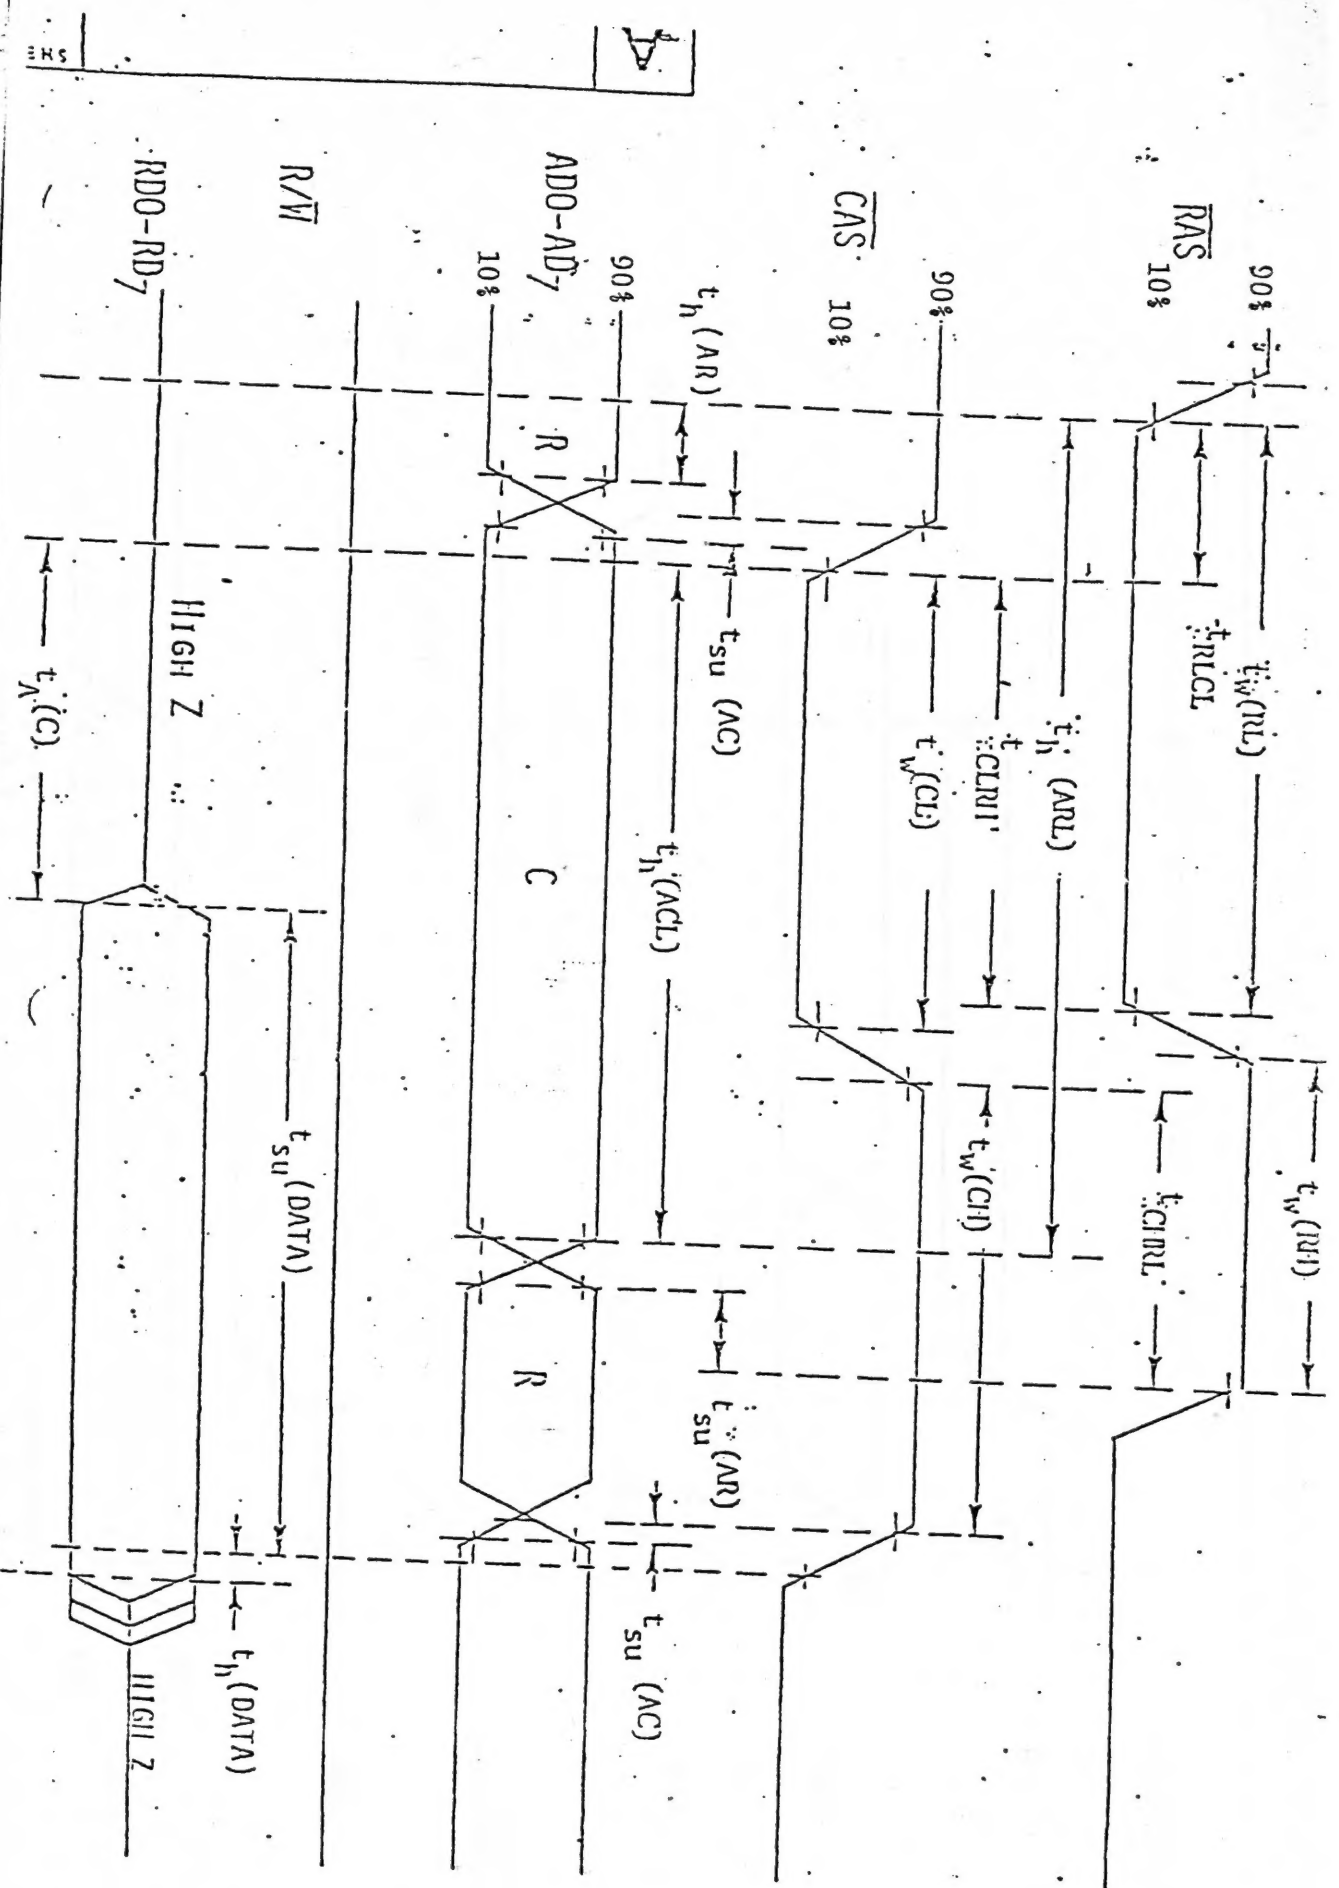 RAS
90%
10%
tw(RL)
tw(RH)
tRLCL
tCHRL
th (ARL)
CAS
90%
10%
tCLRH
tw(CL)
tw(CH)
th (AR)
tsu (AC)
th(ACL)
tsu (AR)
tsu (AC)
AD0-AD7
90%
10%
R
C
R
R/W
tsu(DATA)
th(DATA)
RD0-RD7
HIGH Z
HIGH Z
tA(C)